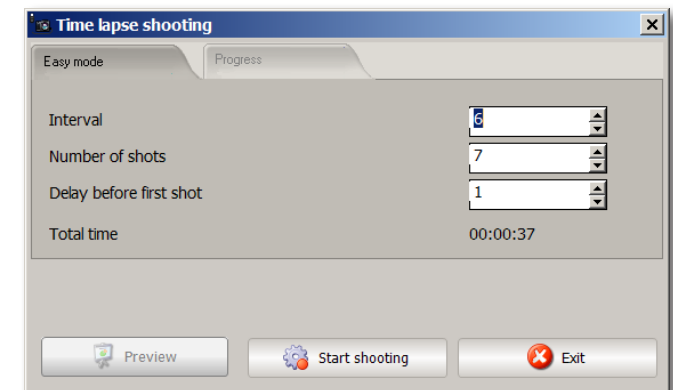 Time lapse shooting
Easy mode Progress
Interval 6
Number of shots 7
Delay before first shot 1
Total time 00:00:37
Preview Start shooting Exit